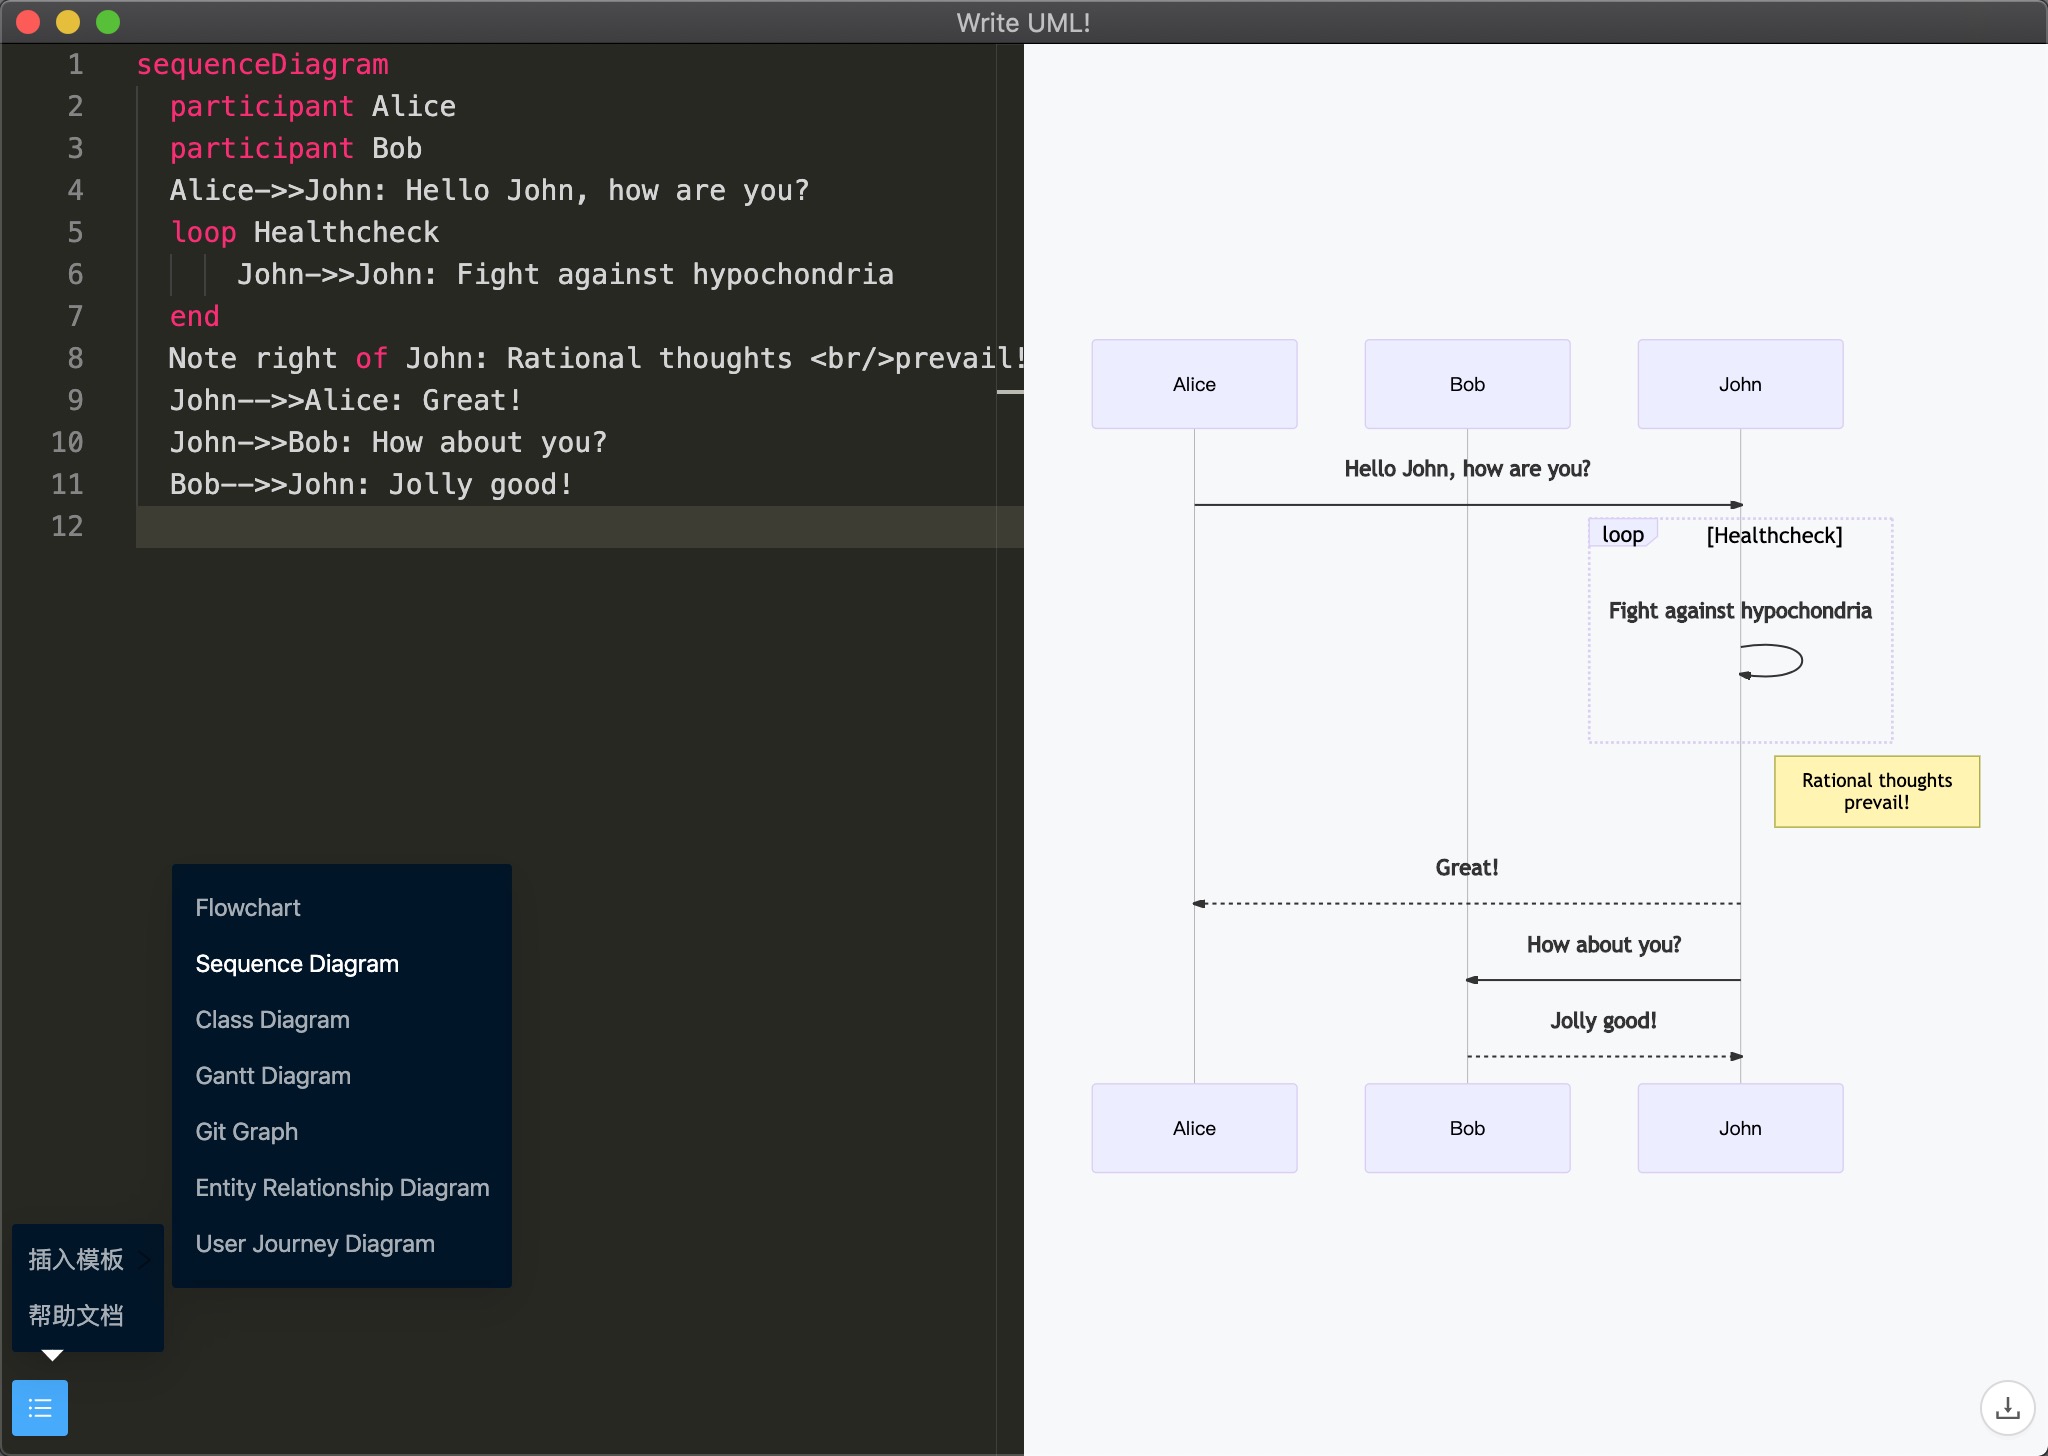 Write UML!
1 sequenceDiagram
2 participant Alice
3 participant Bob
4 Alice->>John: Hello John, how are you?
5 loop Healthcheck
6 John->>John: Fight against hypochondria
7 end
8 Note right of John: Rational thoughts <br/>prevail!
9 John-->>Alice: Great!
10 John->>Bob: How about you?
11 Bob-->>John: Jolly good!
12
Flowchart
Sequence Diagram
Class Diagram
Gantt Diagram
Git Graph
Entity Relationship Diagram
User Journey Diagram
插入模板
帮助文档
Alice Bob John
Hello John, how are you?
loop [Healthcheck]
Fight against hypochondria
Rational thoughts
prevail!
Great!
How about you?
Jolly good!
Alice Bob John